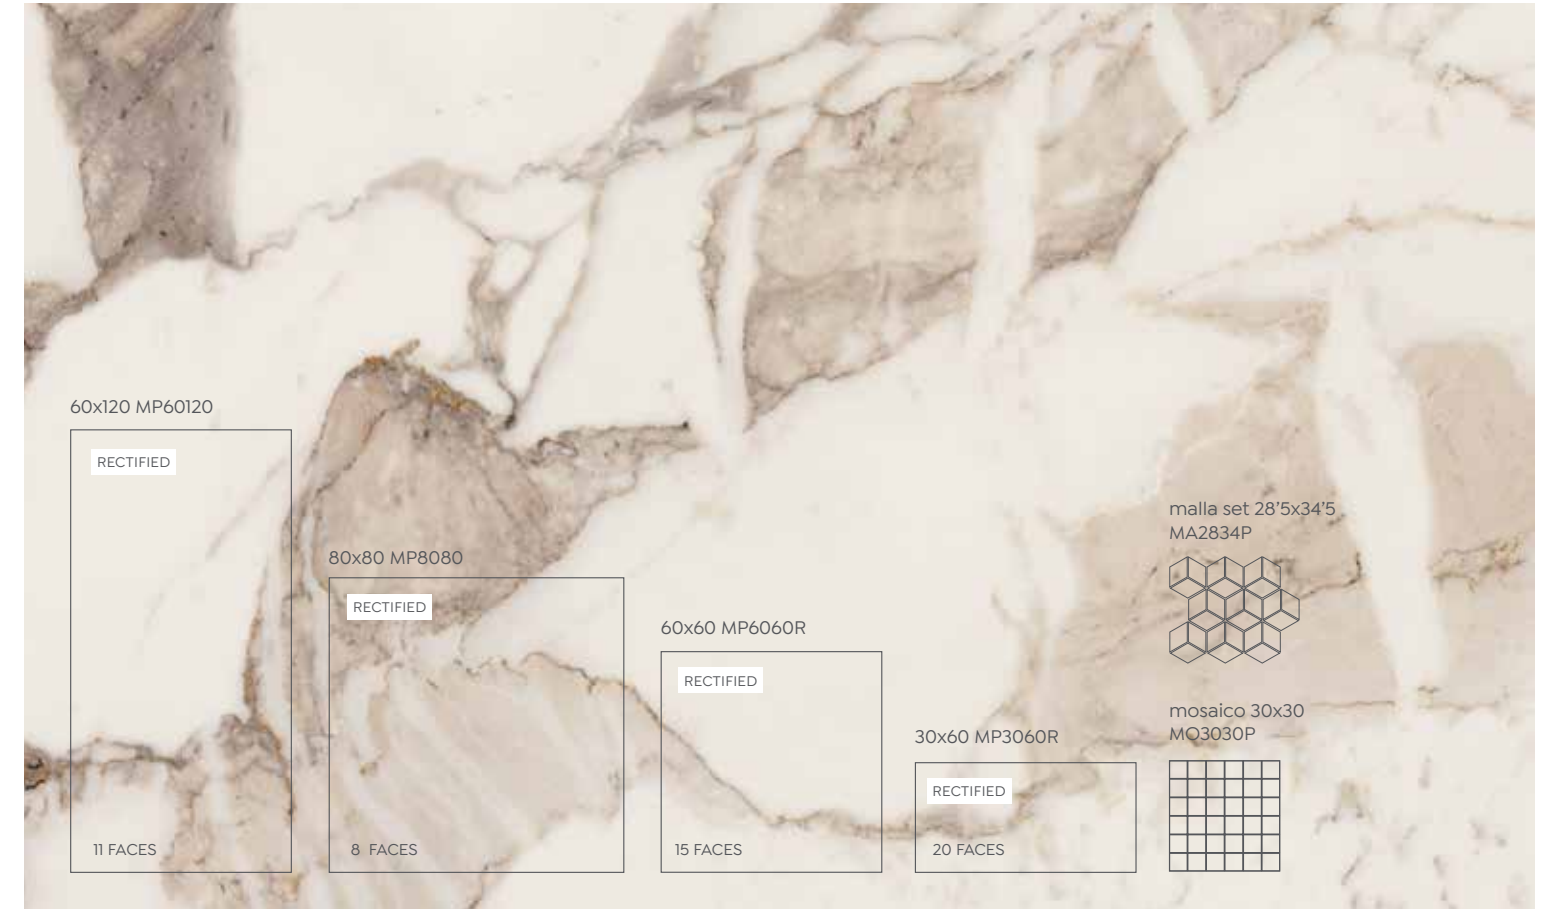 60x120 MP60120
RECTIFIED
11 FACES
80x80 MP8080
RECTIFIED
8 FACES
60x60 MP6060R
RECTIFIED
15 FACES
30x60 MP3060R
RECTIFIED
20 FACES
malla set 28'5x34'5
MA2834P
mosaico 30x30
MO3030P